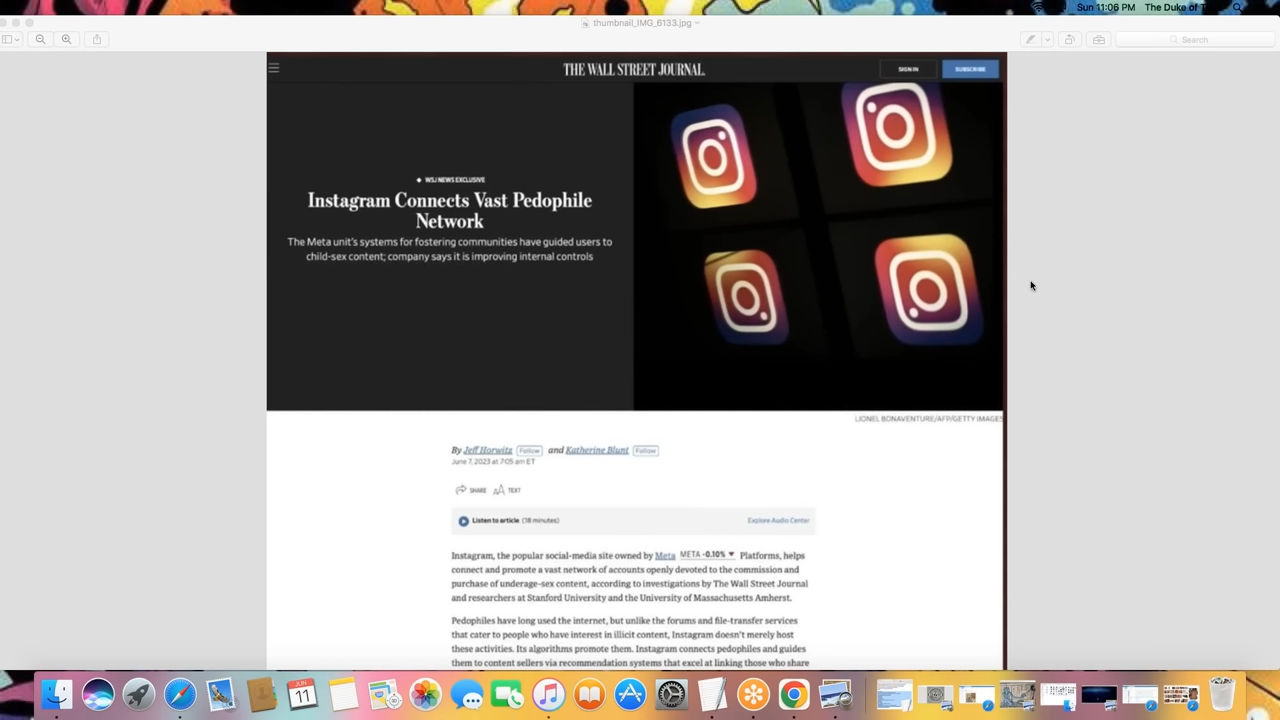 Sun 11:06 PM The Duke of
thumbnail_IMG_6133.jpg
Search
THE WALL STREET JOURNAL.
SIGN IN
SUBSCRIBE
WSJ NEWS EXCLUSIVE
Instagram Connects Vast Pedophile
Network
The Meta unit's systems for fostering communities have guided users to
child-sex content; company says it is improving internal controls
LIONEL BONAVENTURE/AFP/GETTY IMAGES
By Jeff Horwitz Follow and Katherine Blunt Follow
June 7, 2023 at 7:05 am ET
SHARE AA TEXT
Listen to article (18 minutes)
Explore Audio Center
Instagram, the popular social-media site owned by Meta META -0.10% ▼ Platforms, helps
connect and promote a vast network of accounts openly devoted to the commission and
purchase of underage-sex content, according to investigations by The Wall Street Journal
and researchers at Stanford University and the University of Massachusetts Amherst.
Pedophiles have long used the internet, but unlike the forums and file-transfer services
that cater to people who have interest in illicit content, Instagram doesn't merely host
these activities. Its algorithms promote them. Instagram connects pedophiles and guides
them to content sellers via recommendation systems that excel at linking those who share
JUN
11